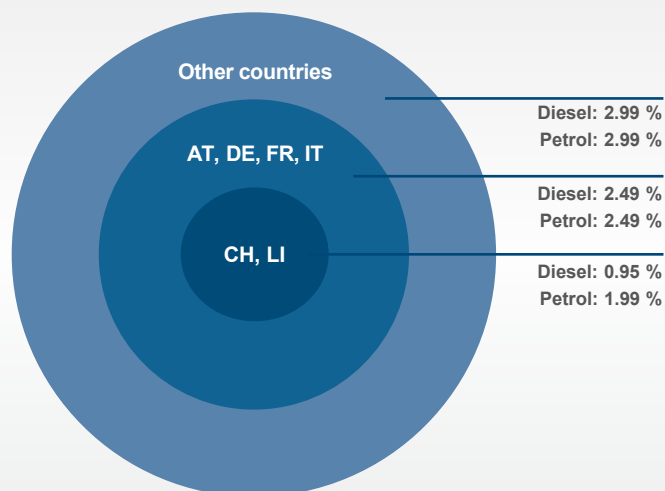 Other countries
Diesel: 2.99 %
Petrol: 2.99 %
AT, DE, FR, IT
Diesel: 2.49 %
Petrol: 2.49 %
CH, LI
Diesel: 0.95 %
Petrol: 1.99 %